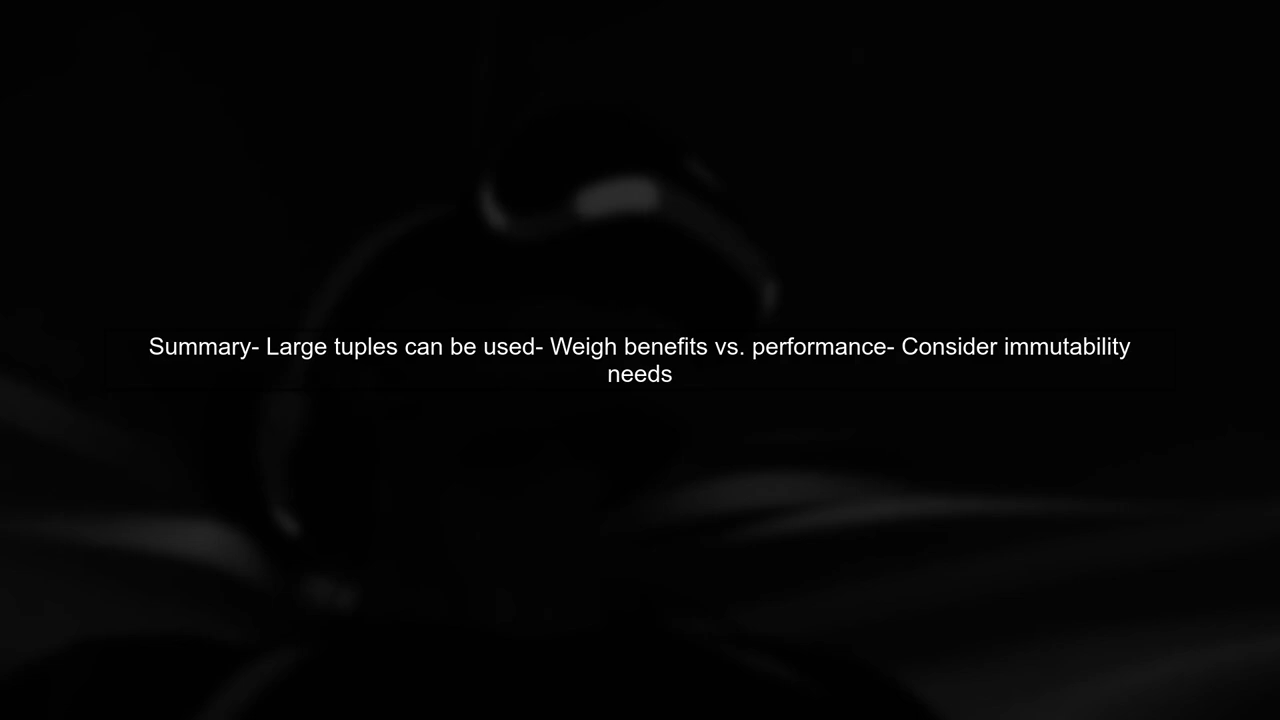 Summary- Large tuples can be used- Weigh benefits vs. performance- Consider immutability
needs